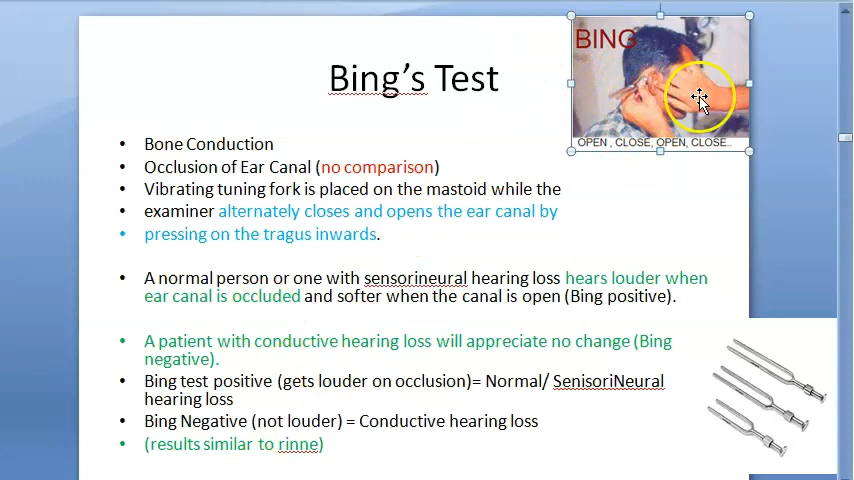 BING
Bing’s Test
OPEN , CLOSE, OPEN, CLOSE..
• Bone Conduction
• Occlusion of Ear Canal (no comparison)
• Vibrating tuning fork is placed on the mastoid while the
• examiner alternately closes and opens the ear canal by
• pressing on the tragus inwards.
• A normal person or one with sensorineural hearing loss hears louder when
ear canal is occluded and softer when the canal is open (Bing positive).
• A patient with conductive hearing loss will appreciate no change (Bing
negative).
• Bing test positive (gets louder on occlusion)= Normal/ SenisoriNeural
hearing loss
• Bing Negative (not louder) = Conductive hearing loss
• (results similar to rinne)